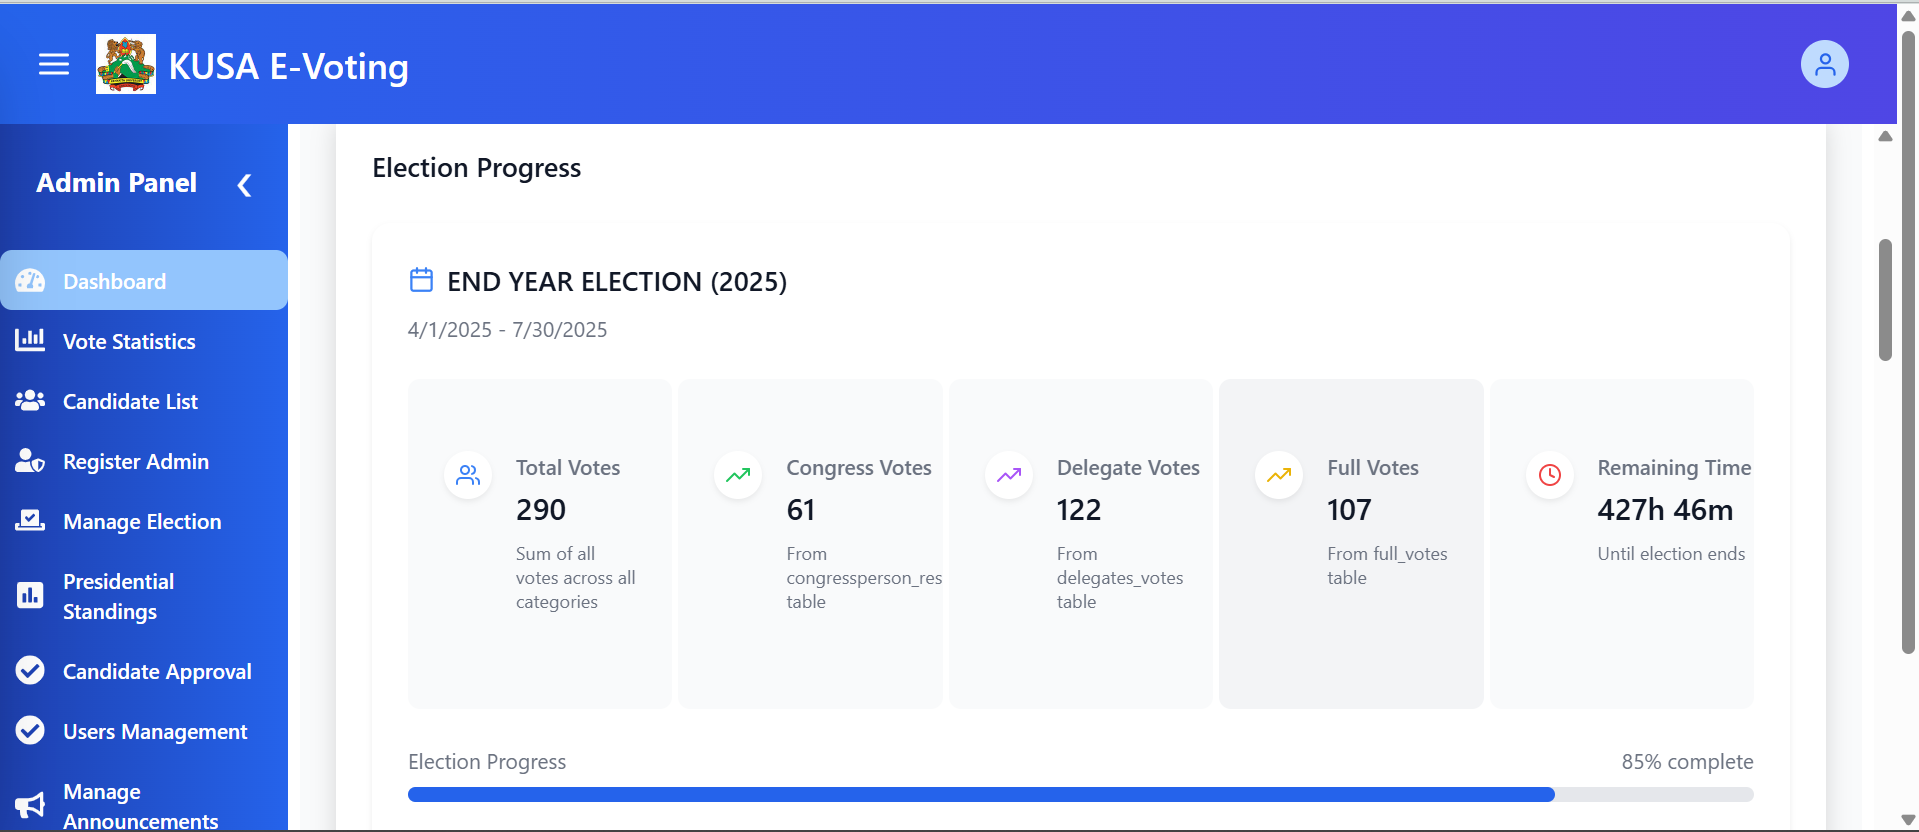 KUSA E-Voting
Admin Panel
Dashboard
Vote Statistics
Candidate List
Register Admin
Manage Election
Presidential
Standings
Candidate Approval
Users Management
Manage
Announcements
Election Progress
END YEAR ELECTION (2025)
4/1/2025 - 7/30/2025
Total Votes
290
Sum of all
votes across all
categories
Congress Votes
61
From
congressperson_res
table
Delegate Votes
122
From
delegates_votes
table
Full Votes
107
From full_votes
table
Remaining Time
427h 46m
Until election ends
Election Progress
85% complete